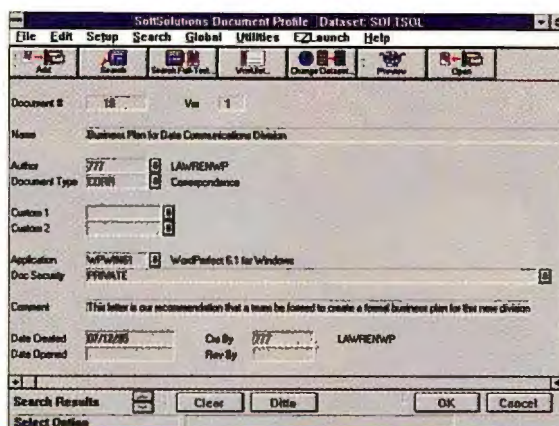 SoftSolutions Document Profile [Dataset: SOFTSOL
File Edit Setup Search Global Utilities EZLaunch Help
Add Search Search Full-Text... WorkList... Change Dataset... Preview Open
Document # 18 Ver 1
Name Business Plan for Data Communications Division
Author 777 LAWRENWP
Document Type CORR Correspondence
Custom 1
Custom 2
Application WPWIN61 WordPerfect 6.1 for Windows
Doc Security PRIVATE
Comment This letter is our recommendation that a team be formed to create a formal business plan for this new division
Date Created 07/12/95 Cre By 777 LAWRENWP
Date Opened Rev By
Search Results Clear Ditto OK Cancel
Select Option